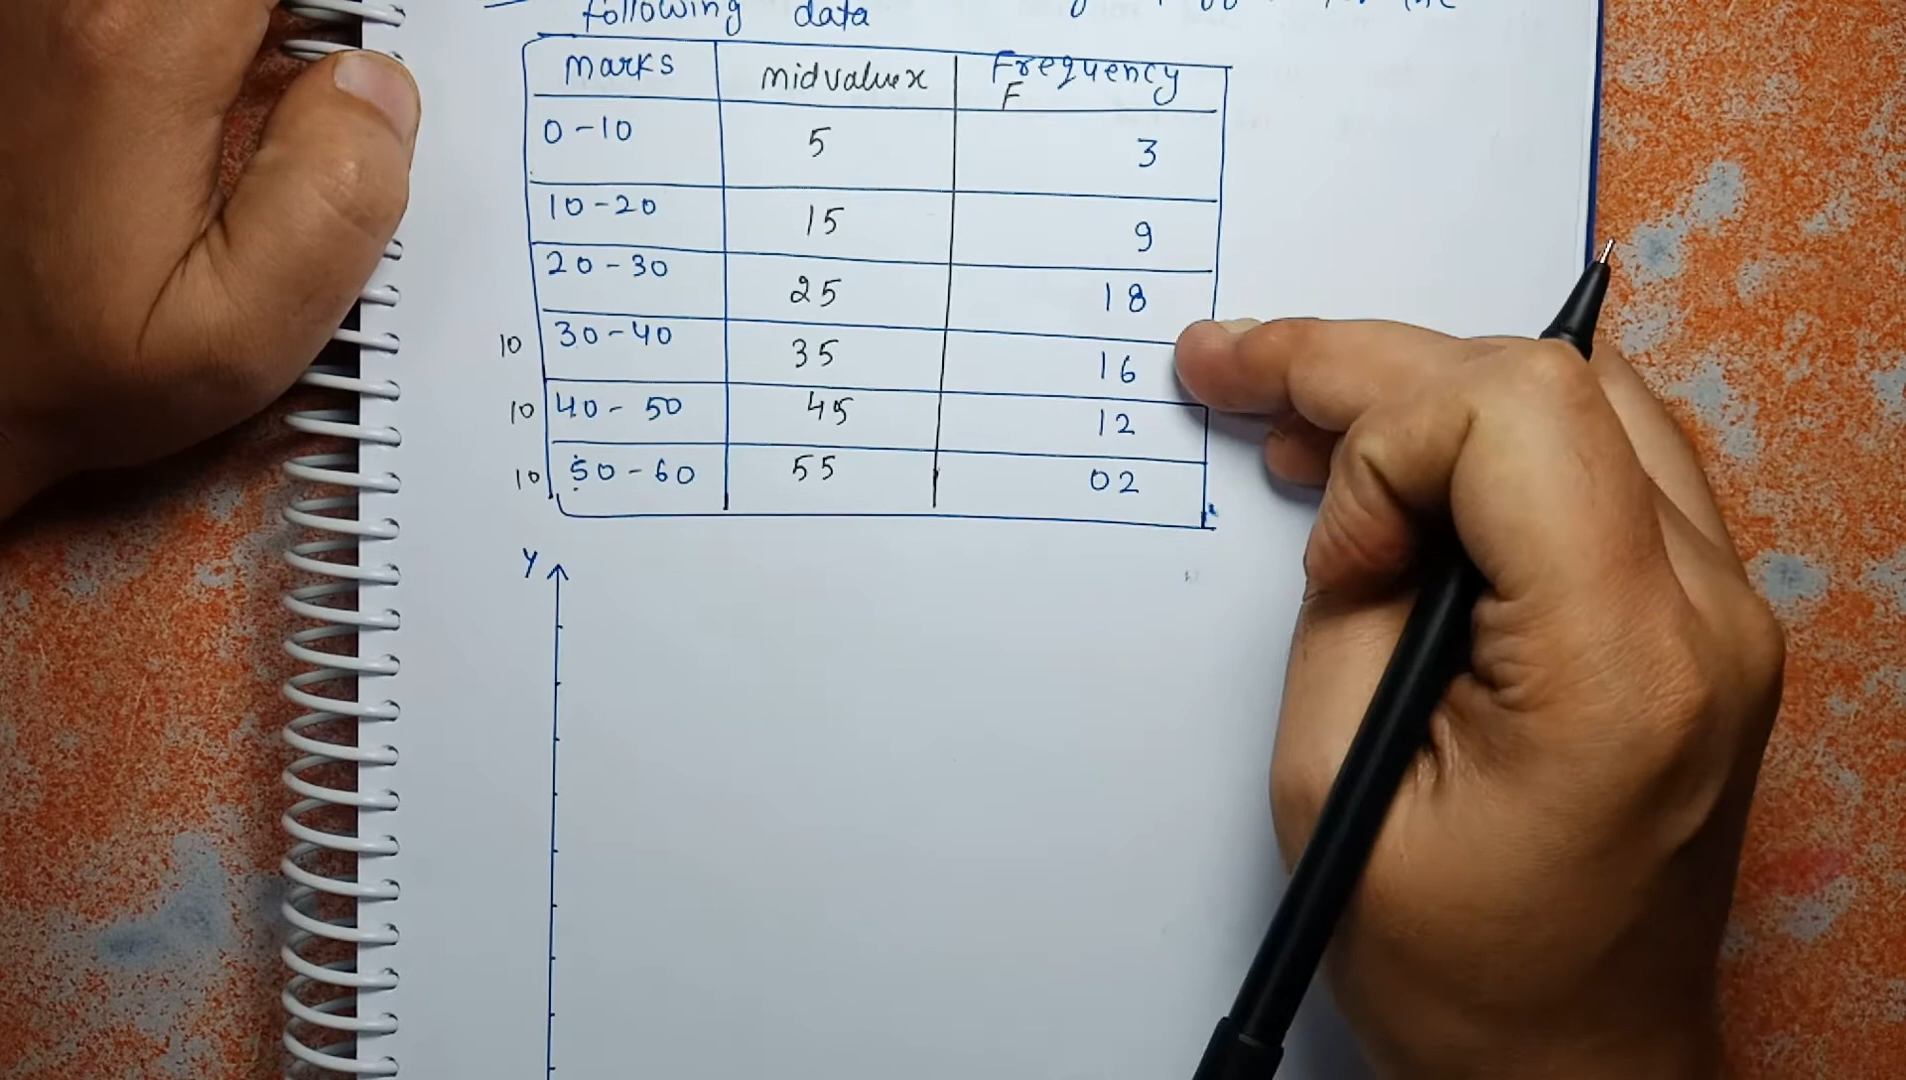 following data
marks midvalue x Frequency
F
0-10 5 3
10-20 15 9
20-30 25 18
10 30-40 35 16
10 40-50 45 12
10 50-60 55 02
Y